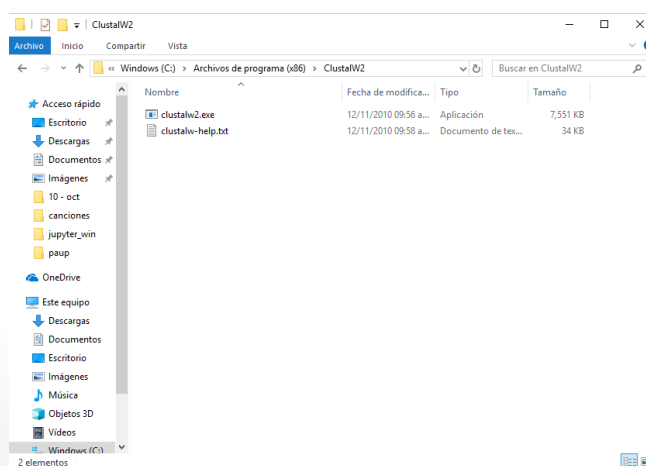 ClustalW2
Archivo Inicio Compartir Vista
« Windows (C:) > Archivos de programa (x86) > ClustalW2
Buscar en ClustalW2
Nombre Fecha de modifica... Tipo Tamaño
clustalw2.exe 12/11/2010 09:56 a... Aplicación 7,551 KB
clustalw-help.txt 12/11/2010 09:58 a... Documento de tex... 34 KB
Acceso rápido
Escritorio
Descargas
Documentos
Imágenes
10 - oct
canciones
jupyter_win
paup
OneDrive
Este equipo
Descargas
Documentos
Escritorio
Imágenes
Música
Objetos 3D
Vídeos
Windows (C:)
2 elementos